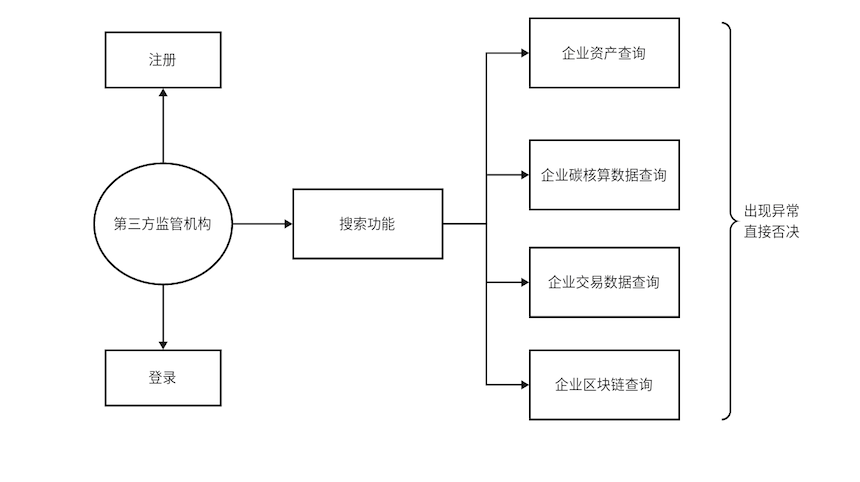 注册
第三方监管机构
登录
搜索功能
企业资产查询
企业碳核算数据查询
企业交易数据查询
企业区块链查询
出现异常
直接否决